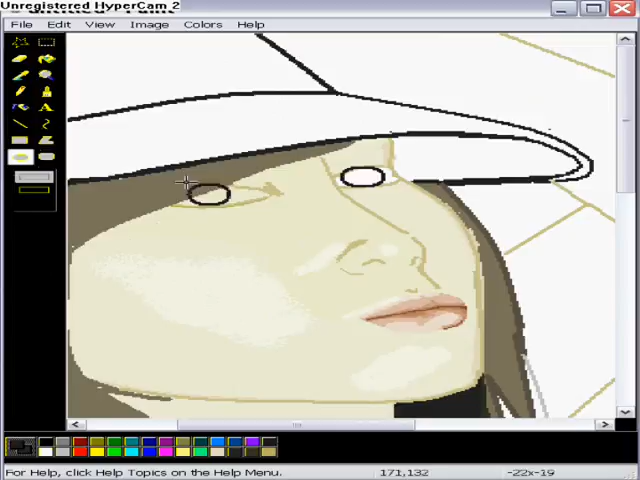 Unregistered HyperCam 2
File Edit View Image Colors Help
For Help, click Help Topics on the Help Menu.
171,132
-22x-19